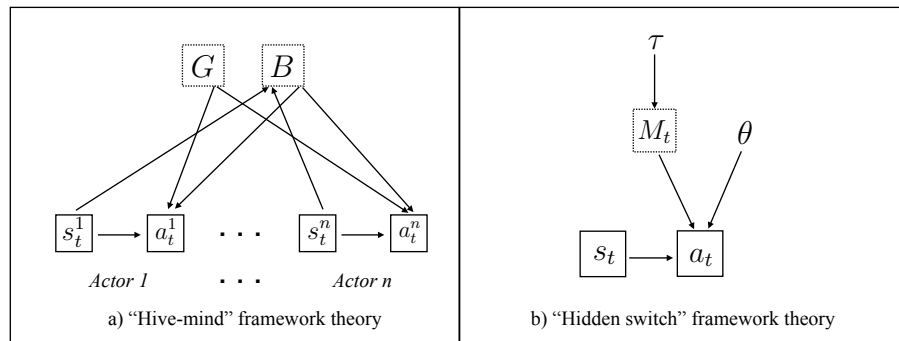 G B
s_t^1 a_t^1 · · · s_t^n a_t^n
Actor 1 · · · Actor n
a) “Hive-mind” framework theory
τ
M_t θ
s_t a_t
b) “Hidden switch” framework theory